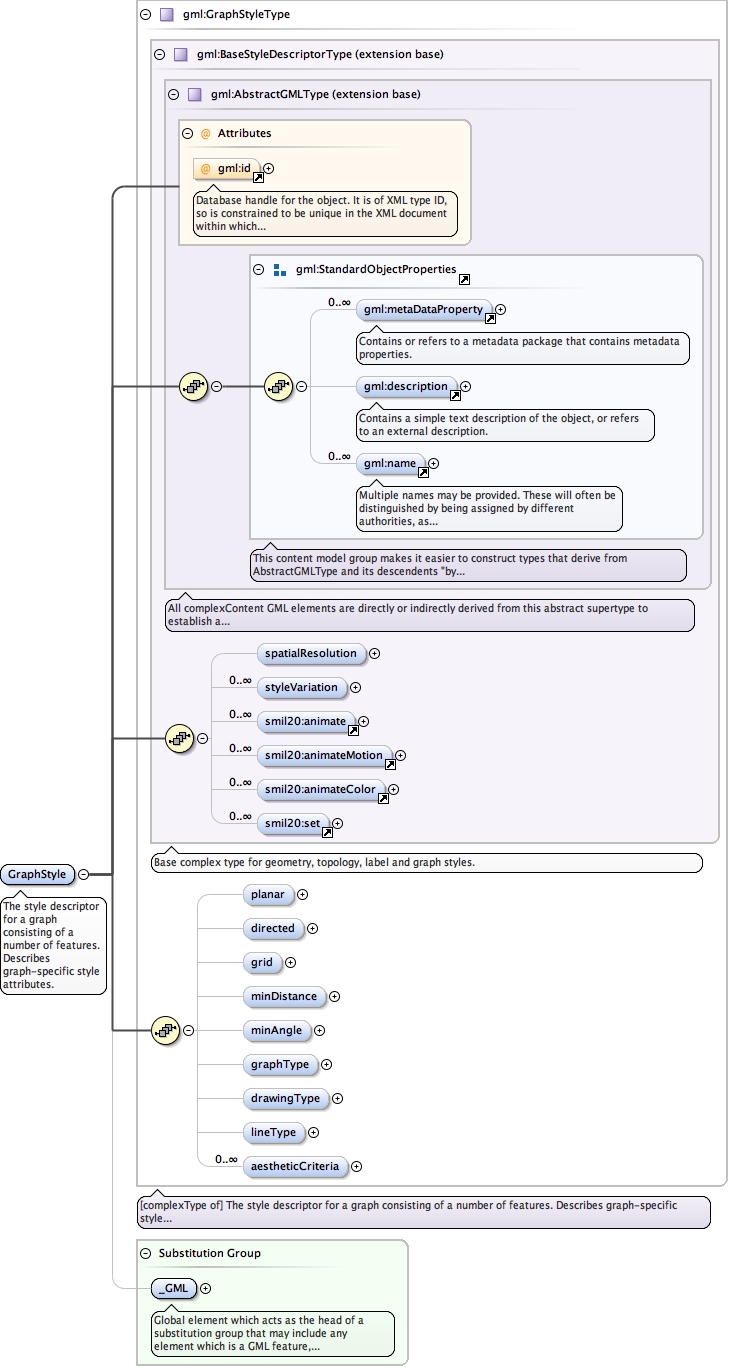 gml:GraphStyleType
gml:BaseStyleDescriptorType (extension base)
gml:AbstractGMLType (extension base)
@ Attributes
@ gml:id
Database handle for the object. It is of XML type ID,
so is constrained to be unique in the XML document
within which...
gml:StandardObjectProperties
0..∞
gml:metaDataProperty
Contains or refers to a metadata package that contains metadata
properties.
gml:description
Contains a simple text description of the object, or refers
to an external description.
0..∞
gml:name
Multiple names may be provided. These will often be
distinguished by being assigned by different
authorities, as...
This content model group makes it easier to construct types that derive from
AbstractGMLType and its descendents "by...
All complexContent GML elements are directly or indirectly derived from this abstract supertype to
establish a...
spatialResolution
0..∞
styleVariation
0..∞
smil20:animate
0..∞
smil20:animateMotion
0..∞
smil20:animateColor
0..∞
smil20:set
Base complex type for geometry, topology, label and graph styles.
GraphStyle
The style descriptor
for a graph
consisting of a
number of features.
Describes
graph-specific style
attributes.
planar
directed
grid
minDistance
minAngle
graphType
drawingType
lineType
0..∞
aestheticCriteria
[complexType of] The style descriptor for a graph consisting of a number of features. Describes graph-specific
style...
Substitution Group
_GML
Global element which acts as the head of a
substitution group that may include any
element which is a GML feature,...